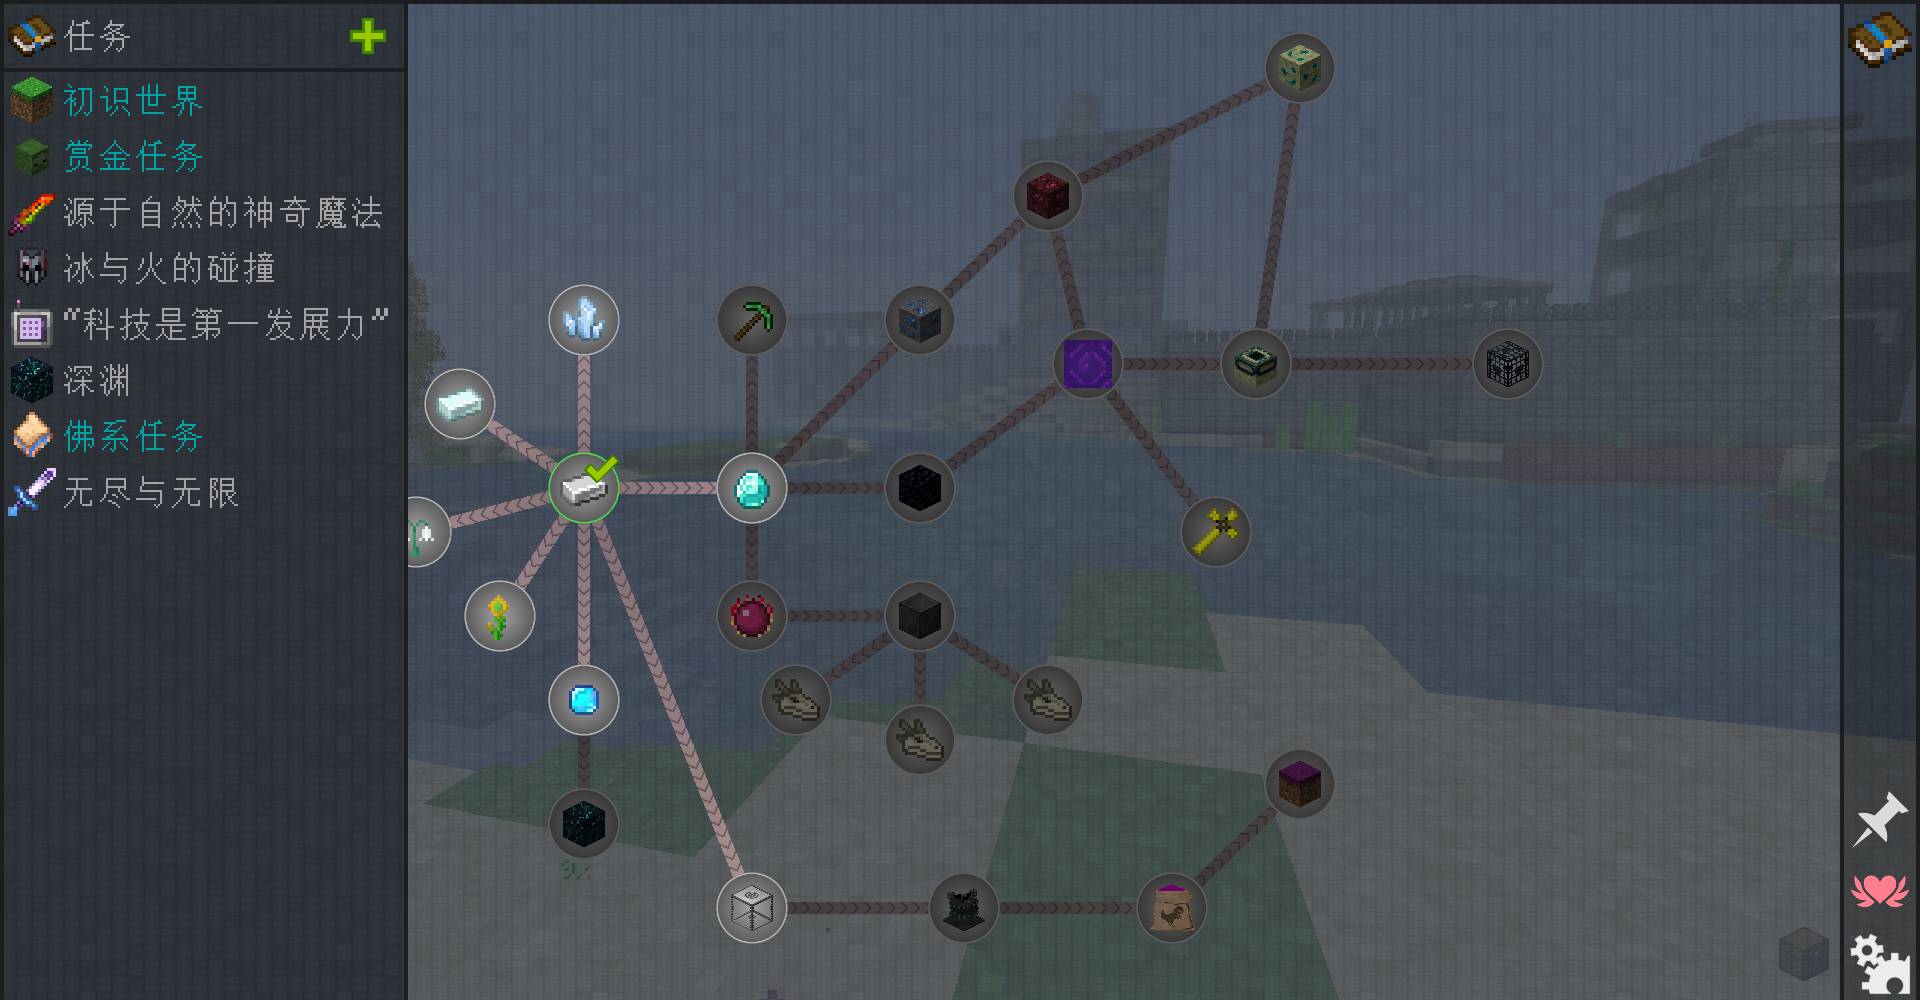 任务
初识世界
赏金任务
源于自然的神奇魔法
冰与火的碰撞
“科技是第一发展力”
深渊
佛系任务
无尽与无限